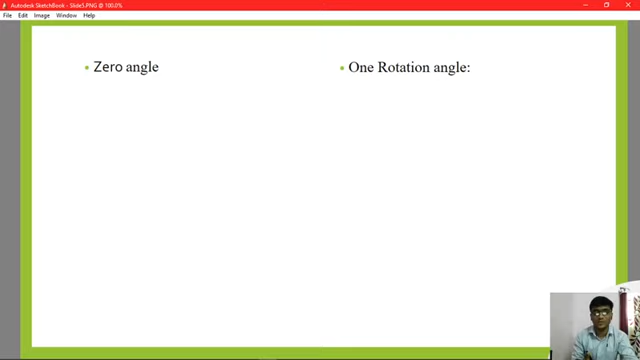 Autodesk SketchBook - Slide5.PNG @ 100.0%
File Edit Image Window Help
• Zero angle
• One Rotation angle: